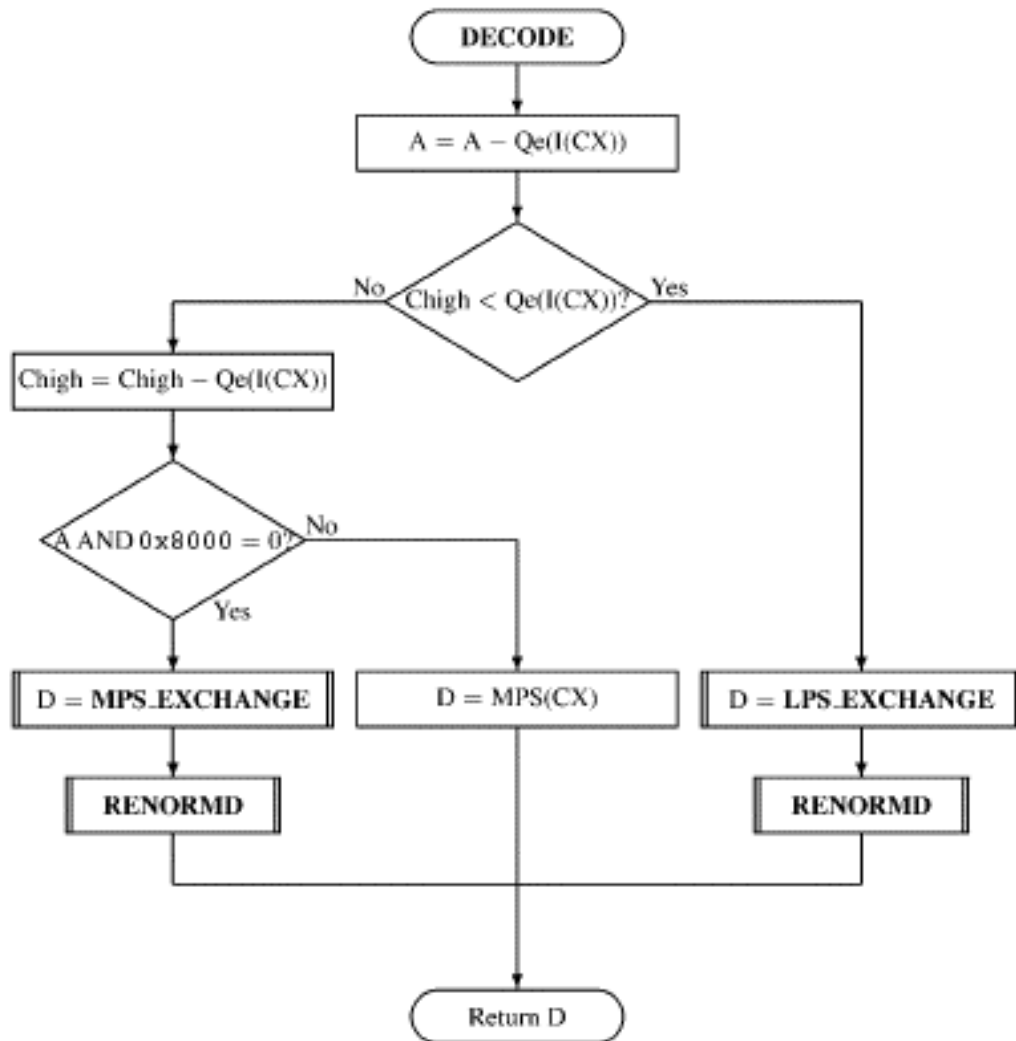 DECODE
A = A − Qe(I(CX))
No
Chigh < Qe(I(CX))?
Yes
Chigh = Chigh − Qe(I(CX))
A AND 0x8000 = 0?
No
Yes
D = MPS_EXCHANGE
D = MPS(CX)
D = LPS_EXCHANGE
RENORMD
RENORMD
Return D